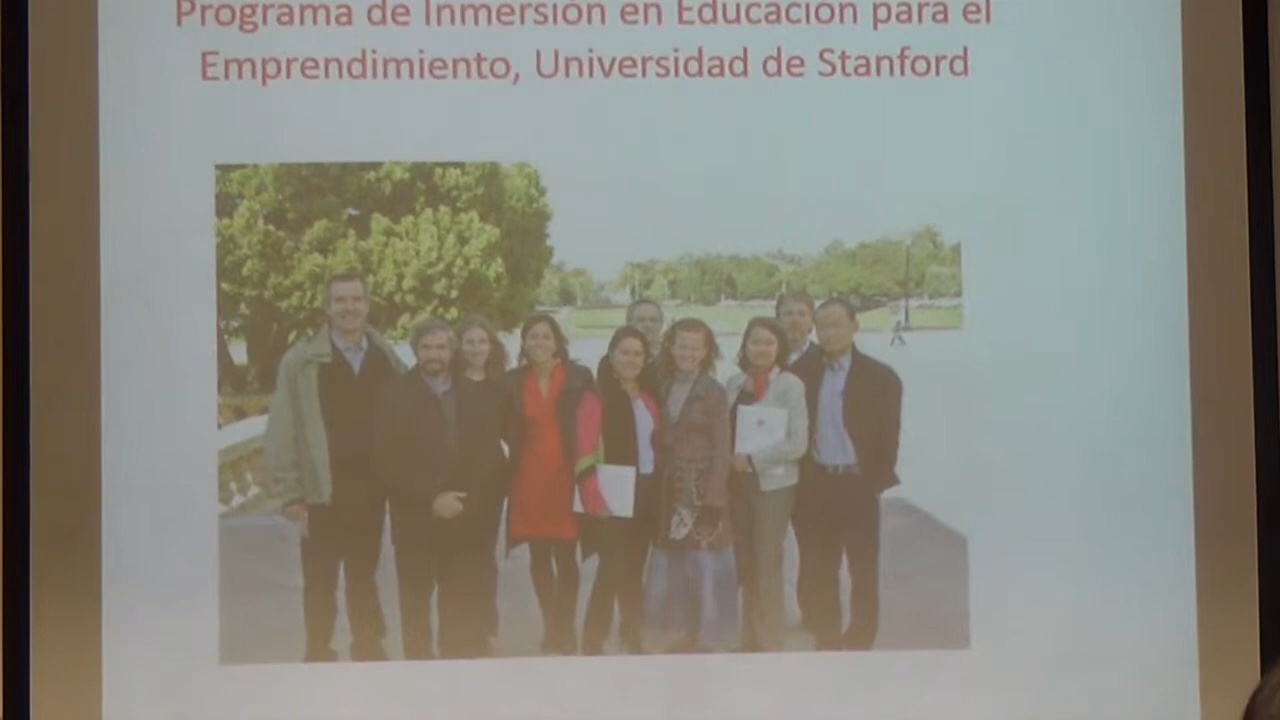 Programa de Inmersión en Educación para el
Emprendimiento, Universidad de Stanford